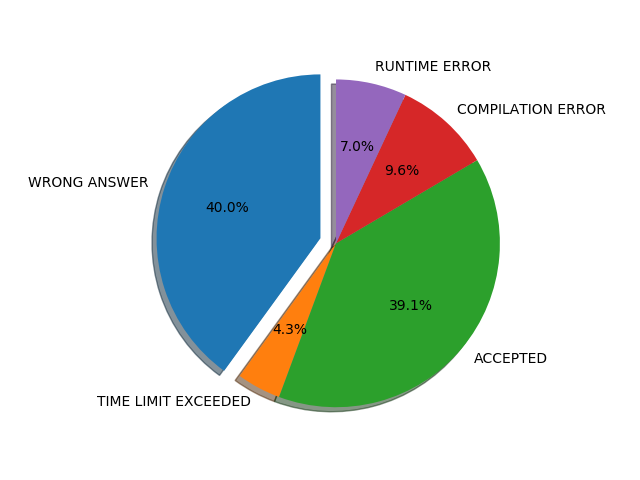 RUNTIME ERROR
COMPILATION ERROR
7.0%
9.6%
WRONG ANSWER
40.0%
39.1%
4.3%
ACCEPTED
TIME LIMIT EXCEEDED